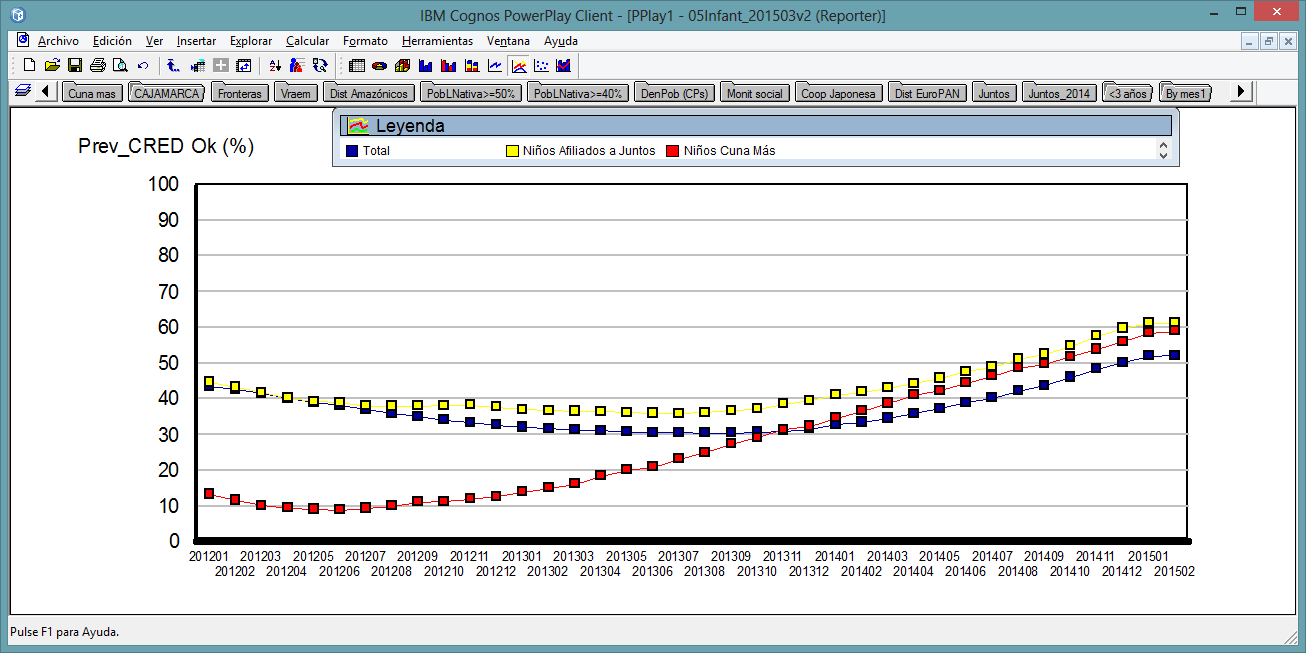 IBM Cognos PowerPlay Client - [PPlay1 - 05Infant_201503v2 (Reporter)]
Archivo Edición Ver Insertar Explorar Calcular Formato Herramientas Ventana Ayuda
Cuna mas CAJAMARCA Fronteras Vraem Dist Amazónicos PobLNativa>=50% PobLNativa>=40% DenPob (CPs) Monit social Coop Japonesa Dist EuroPAN Juntos Juntos_2014 <3 años By mes1
Leyenda
Prev_CRED Ok (%)
Total Niños Afiliados a Juntos Niños Cuna Más
100
90
80
70
60
50
40
30
20
10
0
201201 201203 201205 201207 201209 201211 201301 201303 201305 201307 201309 201311 201401 201403 201405 201407 201409 201411 201501
201202 201204 201206 201208 201210 201212 201302 201304 201306 201308 201310 201312 201402 201404 201406 201408 201410 201412 201502
Pulse F1 para Ayuda.